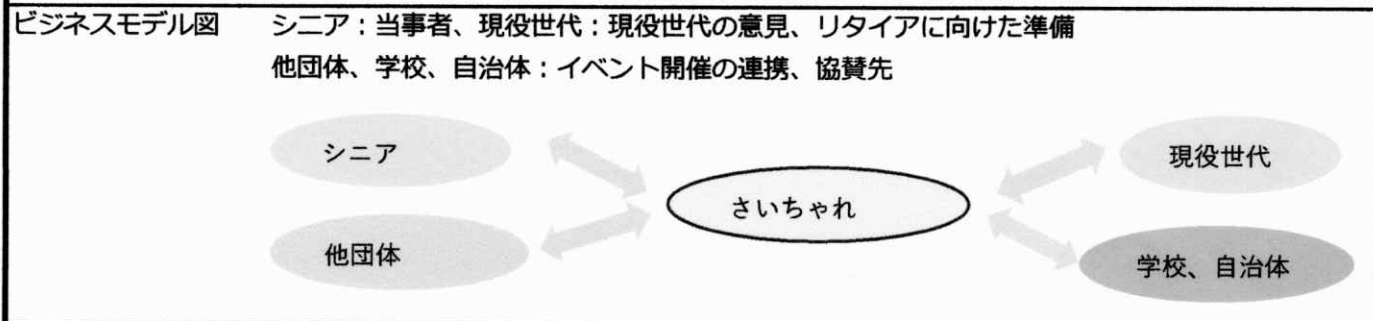 ビジネスモデル図 シニア：当事者、現役世代：現役世代の意見、リタイアに向けた準備
他団体、学校、自治体：イベント開催の連携、協賛先
シニア
現役世代
さいちゃれ
他団体
学校、自治体